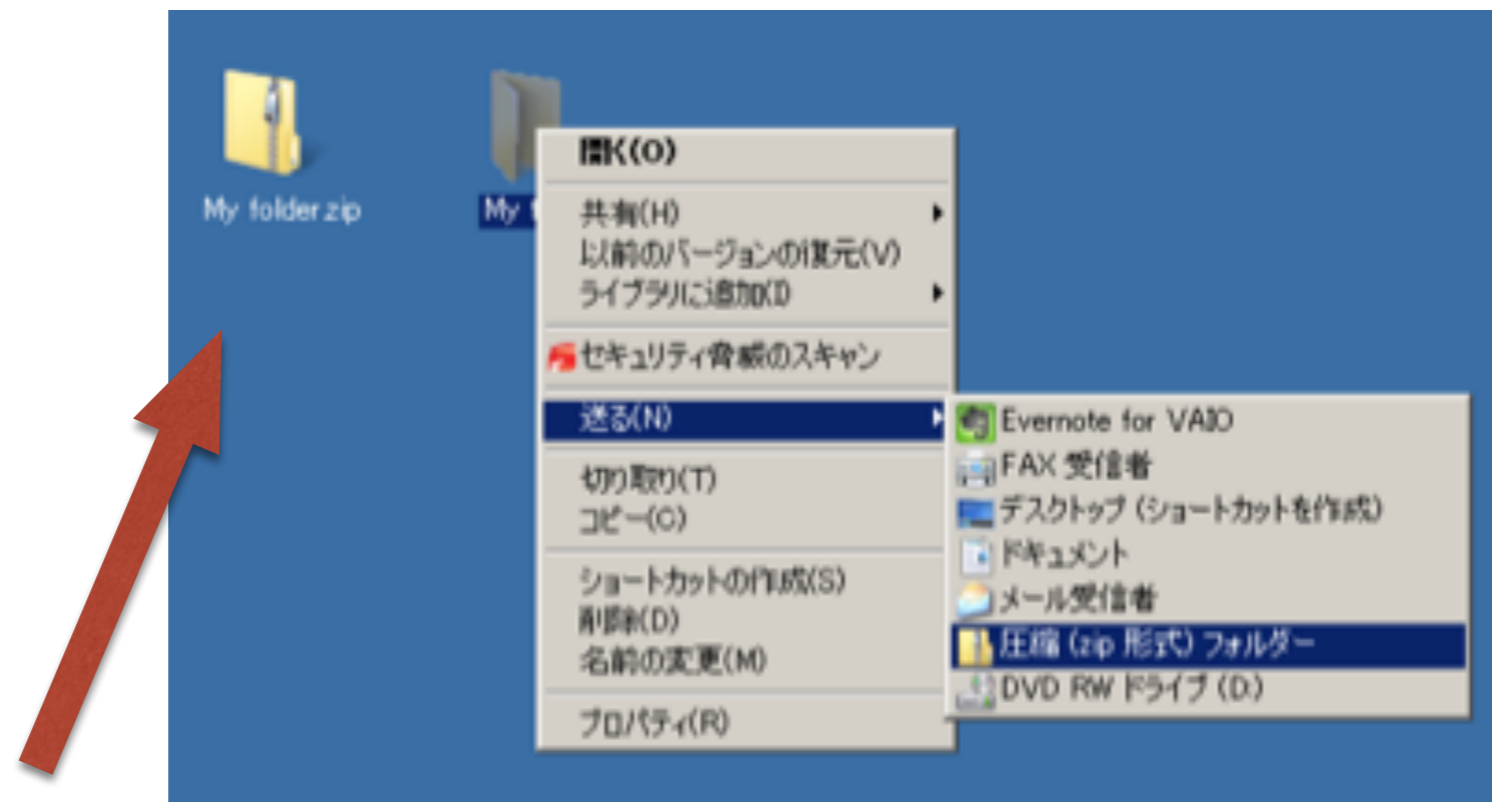 My folder.zip
My
開く(O)
共有(H)
以前のバージョンの復元(V)
ライブラリに追加(I)
セキュリティ脅威のスキャン
送る(N)
切り取り(T)
コピー(C)
ショートカットの作成(S)
削除(D)
名前の変更(M)
プロパティ(R)
Evernote for VAIO
FAX 受信者
デスクトップ (ショートカットを作成)
ドキュメント
メール受信者
圧縮 (zip 形式) フォルダー
DVD RW ドライブ (D:)